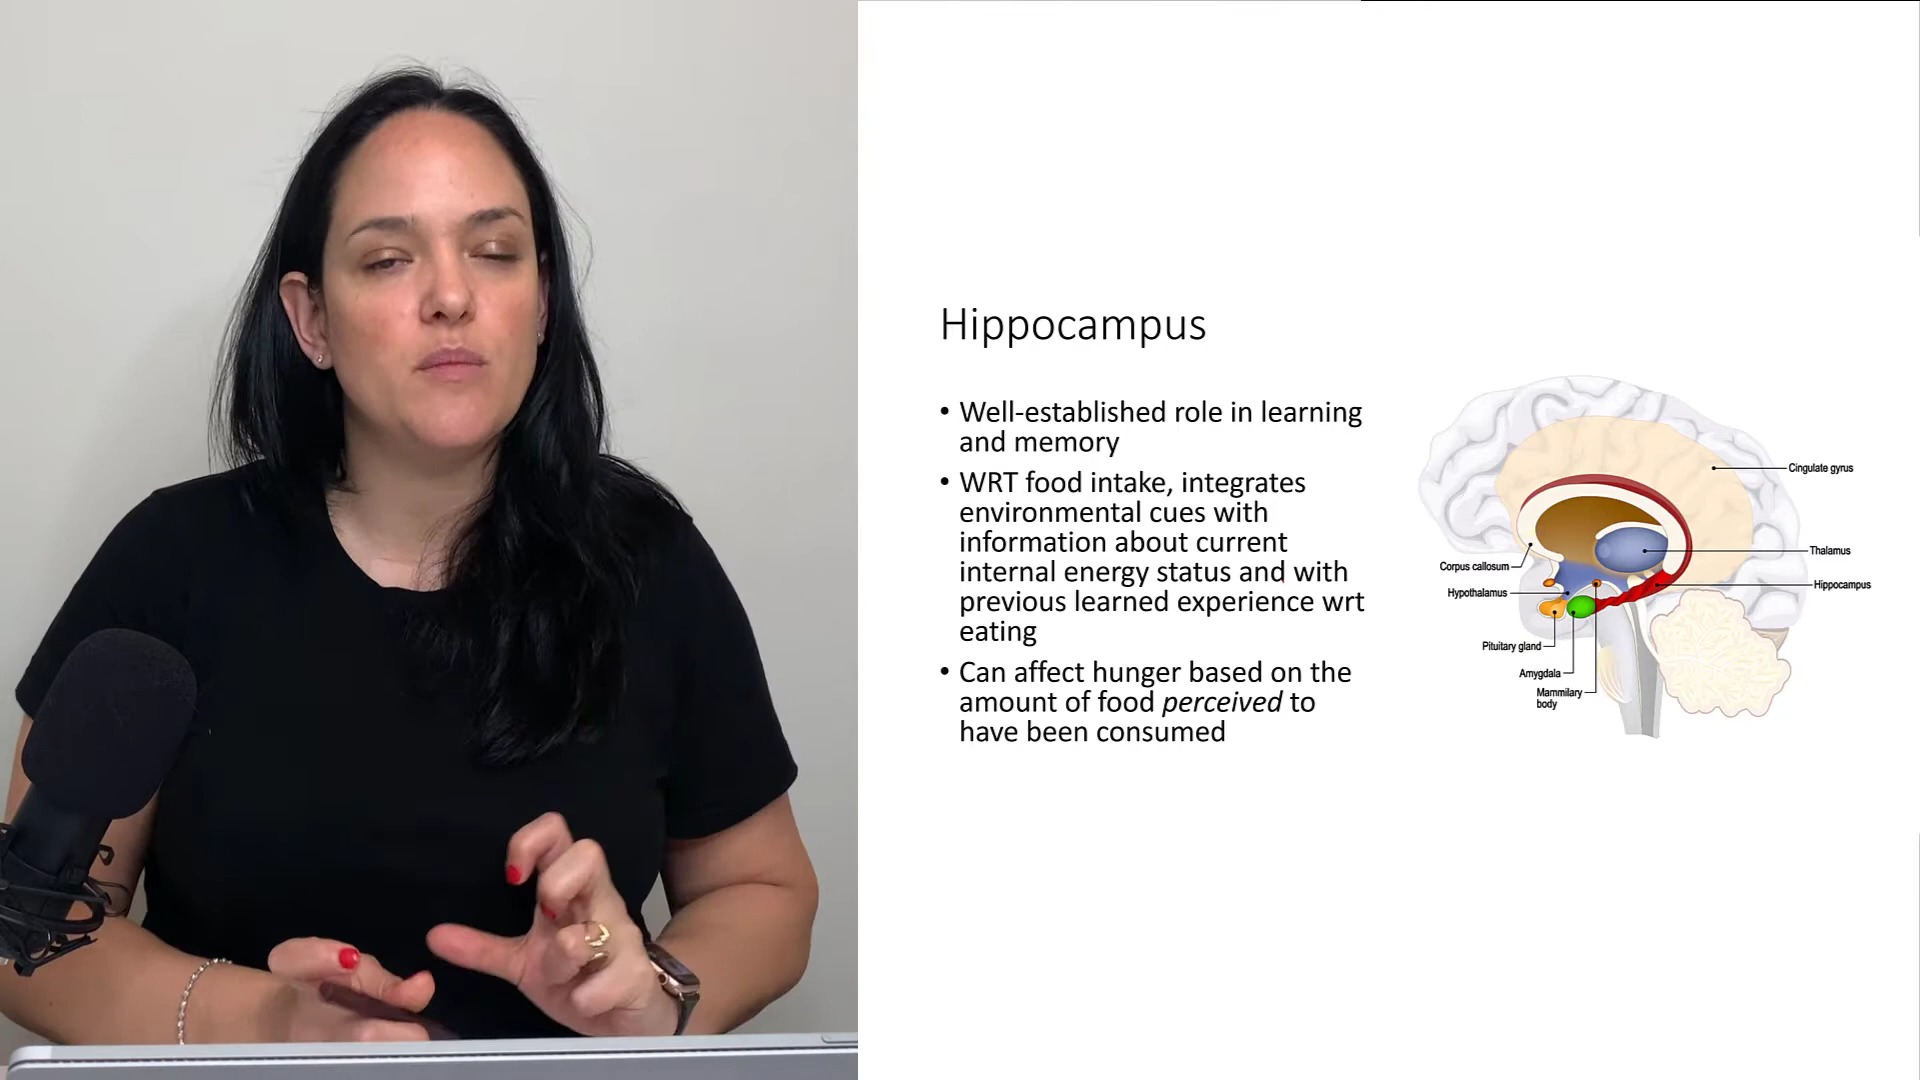 Hippocampus
• Well-established role in learning
and memory
• WRT food intake, integrates
environmental cues with
information about current
internal energy status and with
previous learned experience wrt
eating
• Can affect hunger based on the
amount of food perceived to
have been consumed
Cingulate gyrus
Thalamus
Corpus callosum
Hippocampus
Hypothalamus
Pituitary gland
Amygdala
Mammilary
body